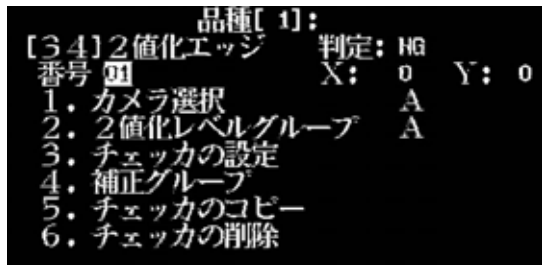 品種[ 1]:
[34]2値化エッジ 判定: NG
番号 01 X: 0 Y: 0
1. カメラ選択 A
2. 2値化レベルグループ A
3. チェッカの設定
4. 補正グループ
5. チェッカのコピー
6. チェッカの削除